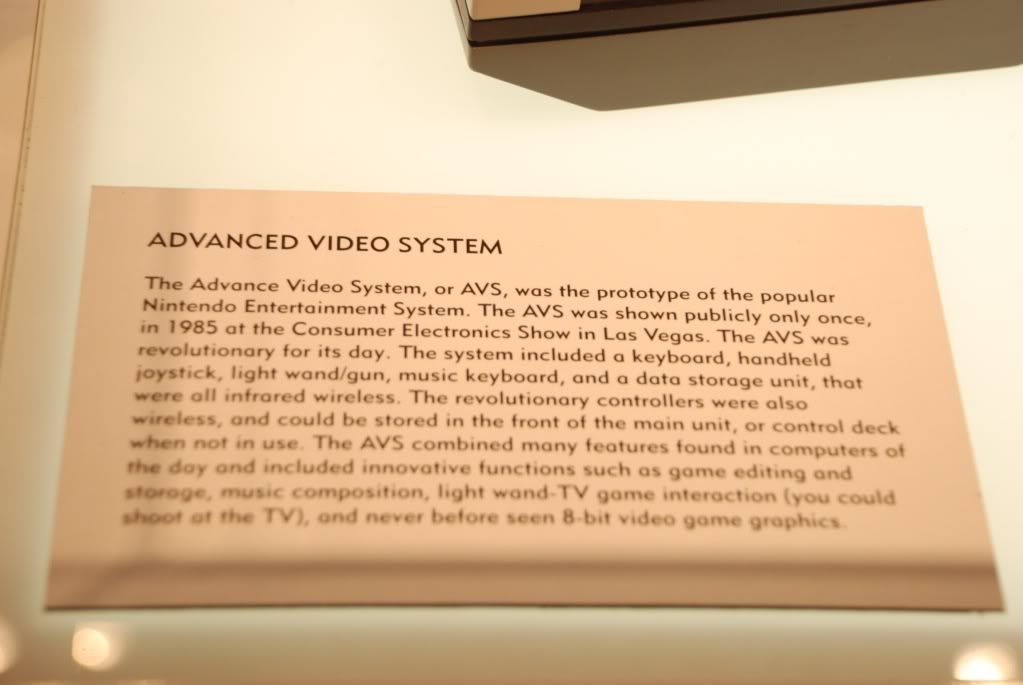 ADVANCED VIDEO SYSTEM
The Advance Video System, or AVS, was the prototype of the popular
Nintendo Entertainment System. The AVS was shown publicly only once,
in 1985 at the Consumer Electronics Show in Las Vegas. The AVS was
revolutionary for its day. The system included a keyboard, handheld
joystick, light wand/gun, music keyboard, and a data storage unit, that
were all infrared wireless. The revolutionary controllers were also
wireless, and could be stored in the front of the main unit, or control deck
when not in use. The AVS combined many features found in computers of
the day and included innovative functions such as game editing and
storage, music composition, light wand-TV game interaction (you could
shoot at the TV), and never before seen 8-bit video game graphics.